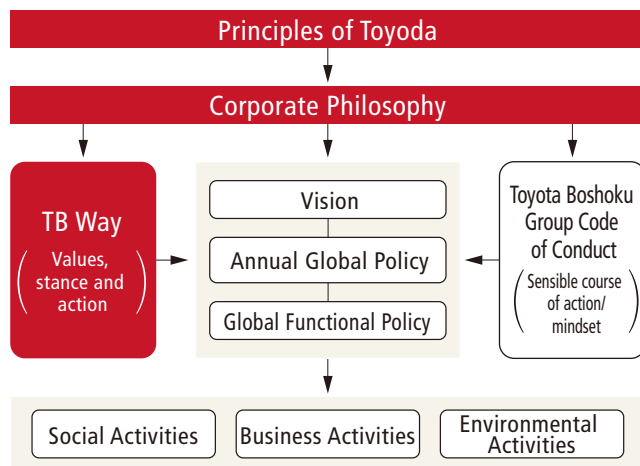 Principles of Toyoda
Corporate Philosophy
TB Way
(Values,
stance and
action)
Vision
Annual Global Policy
Global Functional Policy
Toyota Boshoku
Group Code
of Conduct
(Sensible course
of action/
mindset)
Social Activities
Business Activities
Environmental
Activities